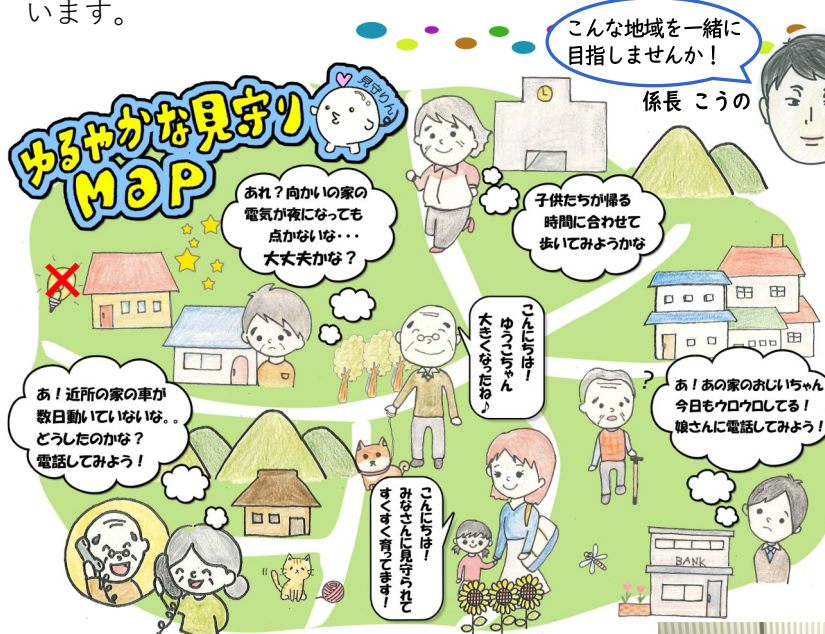 います。
こんな地域を一緒に
目指しませんか！
係長 こうの
ゆるやかな見守り
MaP
見守りん
あれ？向かいの家の
電気が夜になっても
点かないな・・・
大丈夫かな？
子供たちが帰る
時間に合わせて
歩いてみようかな
こんにちは！
ゆうこちゃん
大きくなったね♪
あ！近所の家の車が
数日動いていないな。。
どうしたのかな？
電話してみよう！
?
あ！あの家のおじいちゃん
今日もウロウロしてる！
娘さんに電話してみよう！
こんにちは！
みなさんに見守られて
すくすく育ってます！
BANK